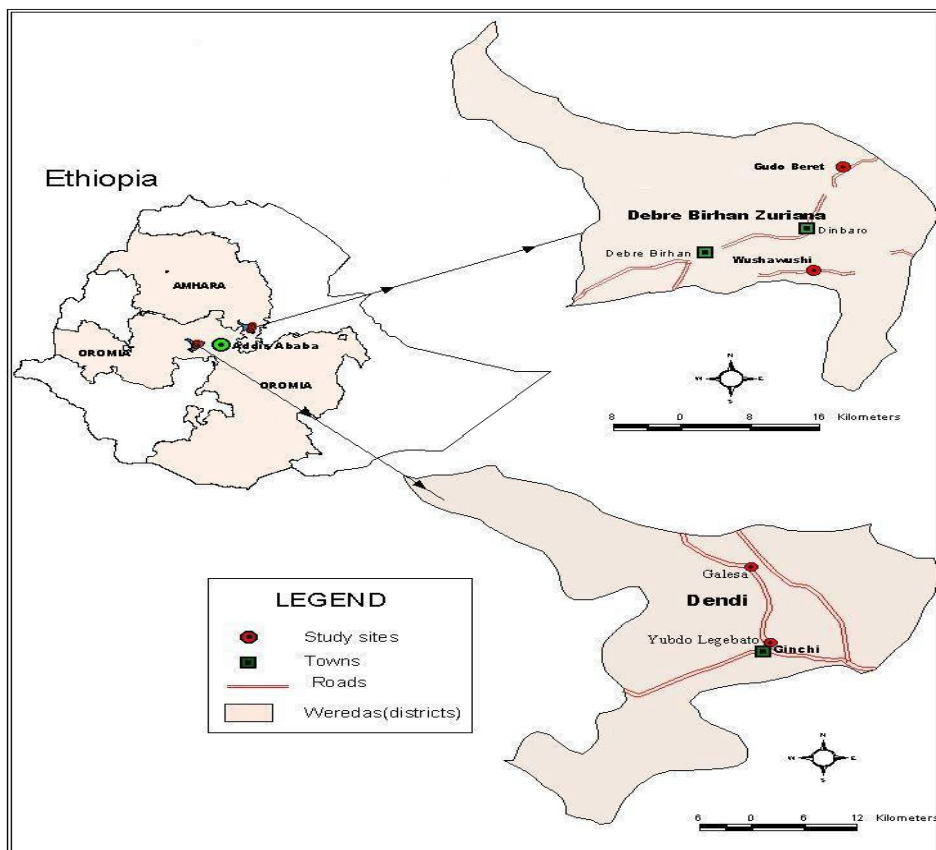 Ethiopia
AMHARA
OROMIA
Addis Ababa
OROMIA
Gudo Beret
Debre Birhan Zuriana
Dinbaro
Debre Birhan
Wushawushi
N
W E
S
8 0 8 16 Kilometers
Galesa
Dendi
Yubdo Legebato
Ginchi
N
W E
S
6 0 6 12 Kilometers
LEGEND
Study sites
Towns
Roads
Weredas(districts)